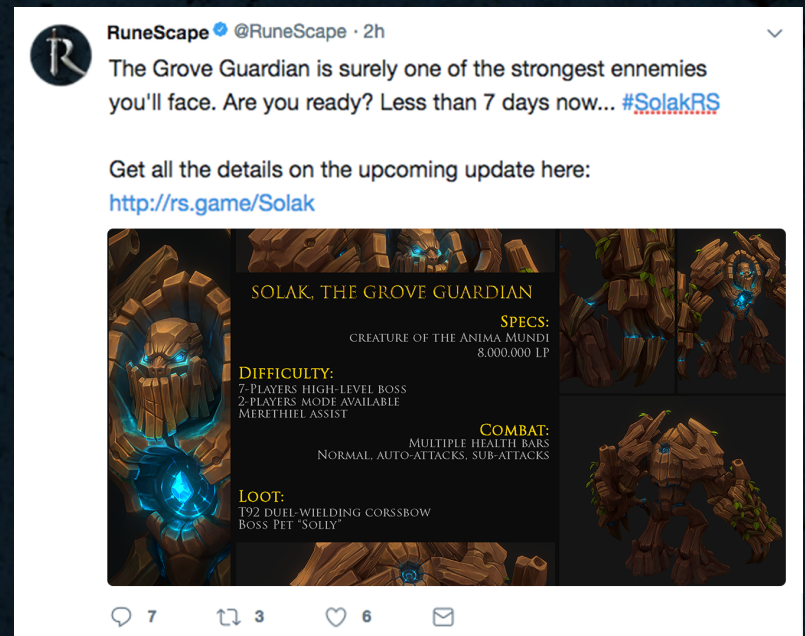 RuneScape @RuneScape · 2h
The Grove Guardian is surely one of the strongest ennemies
you'll face. Are you ready? Less than 7 days now... #SolakRS
Get all the details on the upcoming update here:
http://rs.game/Solak
SOLAK, THE GROVE GUARDIAN
SPECS:
CREATURE OF THE ANIMA MUNDI
8.000.000 LP
DIFFICULTY:
7-PLAYERS HIGH-LEVEL BOSS
2-PLAYERS MODE AVAILABLE
MERETHIEL ASSIST
COMBAT:
MULTIPLE HEALTH BARS
NORMAL, AUTO-ATTACKS, SUB-ATTACKS
LOOT:
T92 DUEL-WIELDING CORSSBOW
BOSS PET "SOLLY"
7 3 6